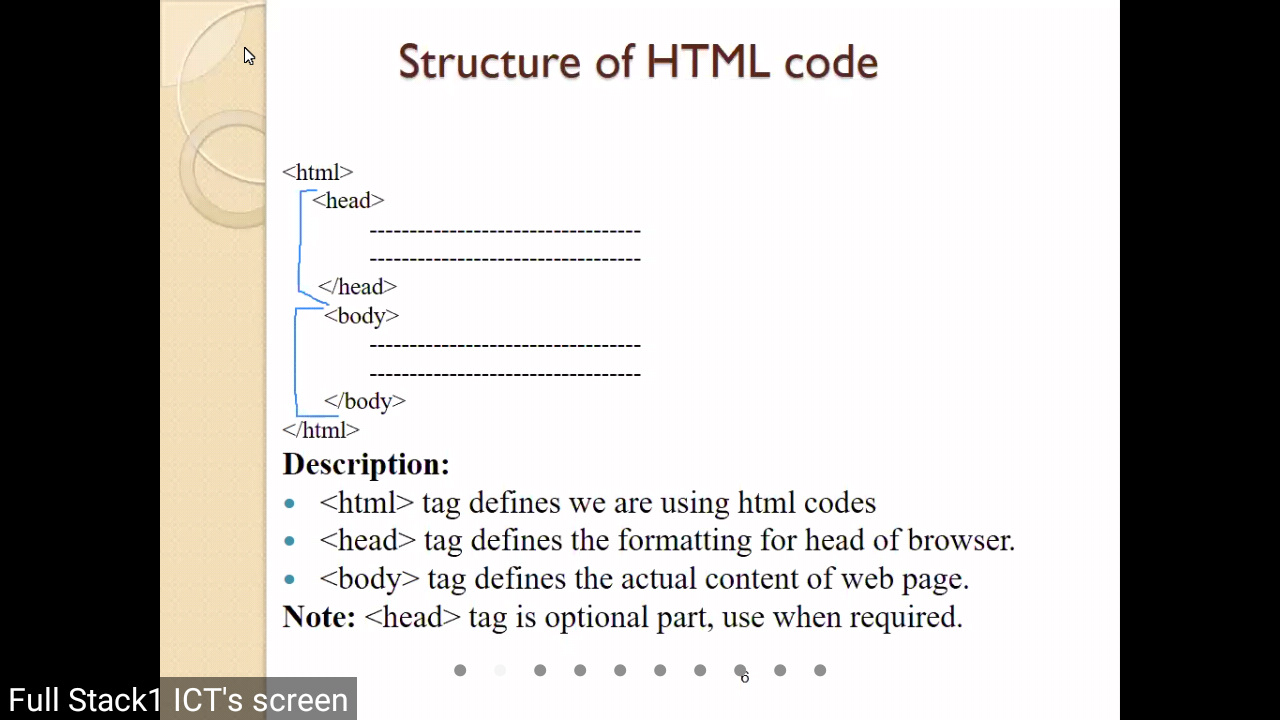 Structure of HTML code
<html>
<head>
----------------------------------
----------------------------------
</head>
<body>
----------------------------------
----------------------------------
</body>
</html>
Description:
• <html> tag defines we are using html codes
• <head> tag defines the formatting for head of browser.
• <body> tag defines the actual content of web page.
Note: <head> tag is optional part, use when required.
6
Full Stack1 ICT's screen